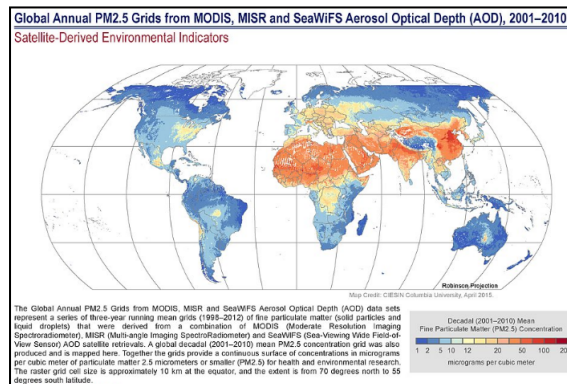 Global Annual PM2.5 Grids from MODIS, MISR and SeaWiFS Aerosol Optical Depth (AOD), 2001–2010
Satellite-Derived Environmental Indicators
Robinson Projection
Map Credit: CIESIN Columbia University, April 2015.
The Global Annual PM2.5 Grids from MODIS, MISR and SeaWiFS Aerosol Optical Depth (AOD) data sets
represent a series of three-year running mean grids (1998–2012) of fine particulate matter (solid particles and
liquid droplets) that were derived from a combination of MODIS (Moderate Resolution Imaging
Spectroradiometer), MISR (Multi-angle Imaging SpectroRadiometer) and SeaWiFS (Sea-Viewing Wide Field-of-
View Sensor) AOD satellite retrievals. A global decadal (2001–2010) mean PM2.5 concentration grid was also
produced and is mapped here. Together the grids provide a continuous surface of concentrations in micrograms
per cubic meter of particulate matter 2.5 micrometers or smaller (PM2.5) for health and environmental research.
The raster grid cell size is approximately 10 km at the equator, and the extent is from 70 degrees north to 55
degrees south latitude.
Decadal (2001–2010) Mean
Fine Particulate Matter (PM2.5) Concentration
1 2 5 10 15 20 50 100 20
micrograms per cubic meter